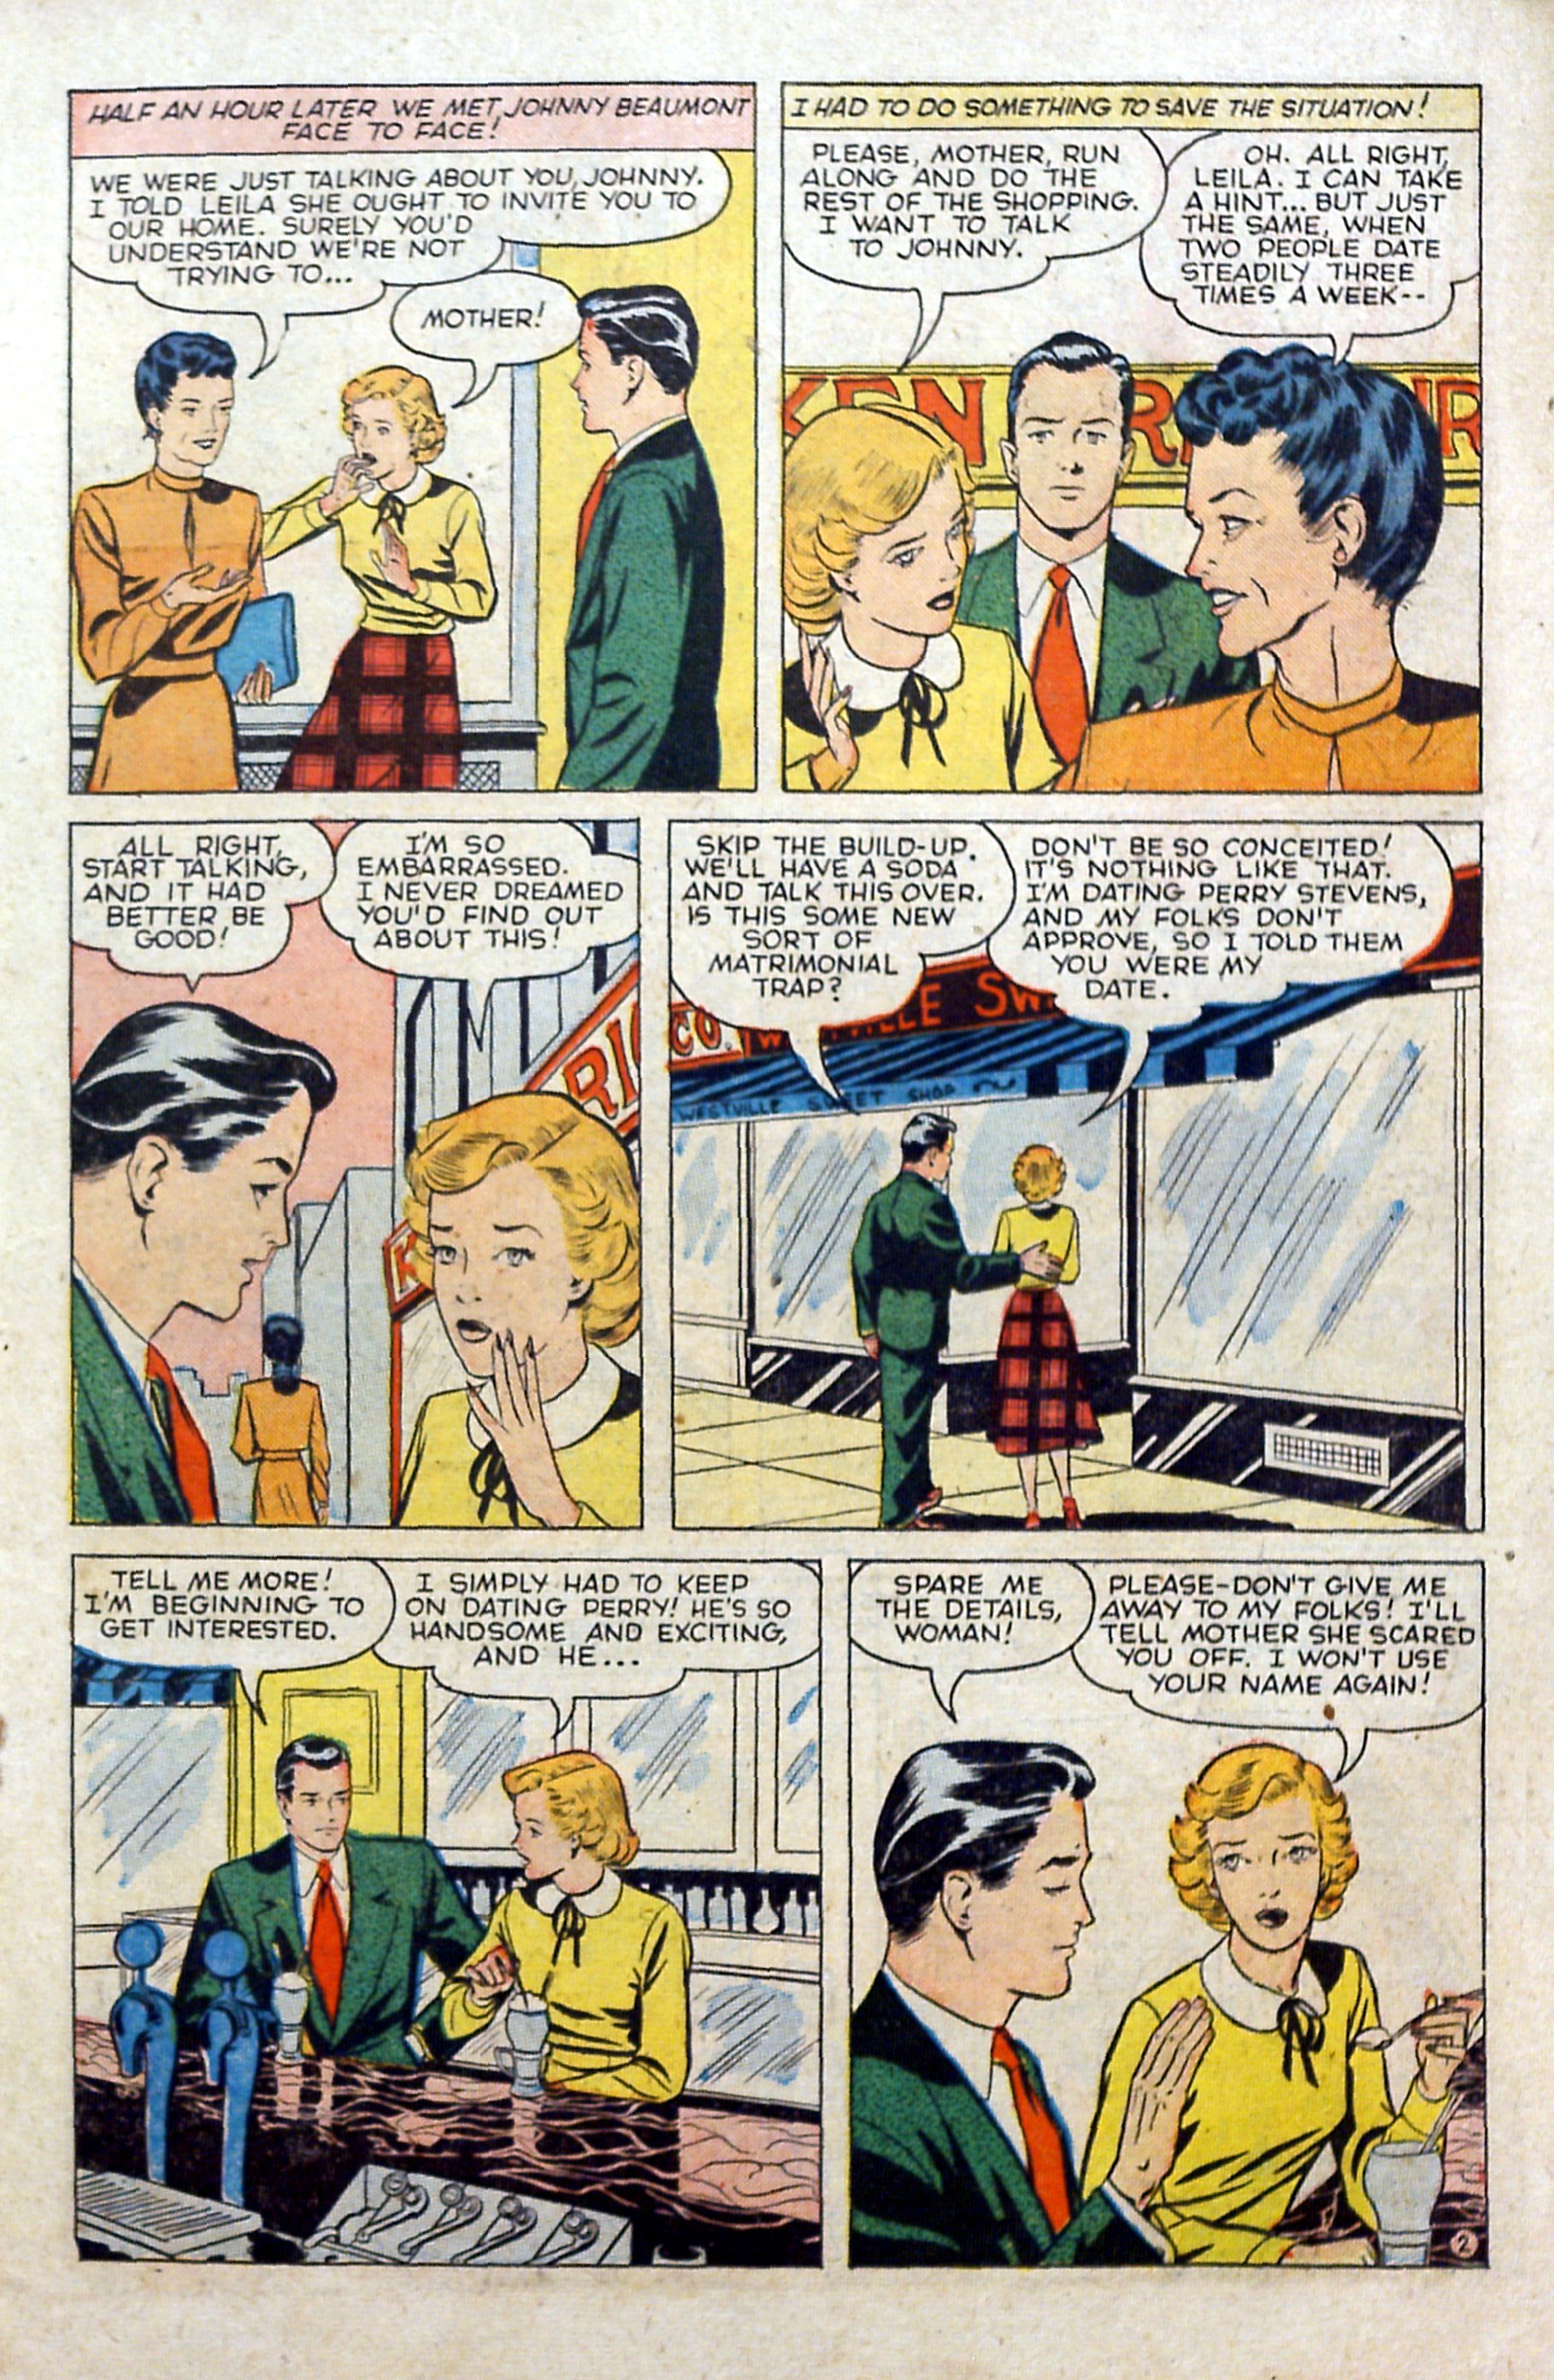 HALF AN HOUR LATER WE MET, JOHNNY BEAUMONT
FACE TO FACE!
WE WERE JUST TALKING ABOUT YOU, JOHNNY.
I TOLD LEILA SHE OUGHT TO INVITE YOU TO
OUR HOME. SURELY YOU'D
UNDERSTAND WE'RE NOT
TRYING TO...
MOTHER!
I HAD TO DO SOMETHING TO SAVE THE SITUATION!
PLEASE, MOTHER, RUN
ALONG AND DO THE
REST OF THE SHOPPING.
I WANT TO TALK
TO JOHNNY.
OH. ALL RIGHT,
LEILA. I CAN TAKE
A HINT... BUT JUST
THE SAME, WHEN
TWO PEOPLE DATE
STEADILY THREE
TIMES A WEEK--
KEN
ALL RIGHT,
START TALKING,
AND IT HAD
BETTER BE
GOOD!
I'M SO
EMBARRASSED.
I NEVER DREAMED
YOU'D FIND OUT
ABOUT THIS!
RIC
K
SKIP THE BUILD-UP.
WE'LL HAVE A SODA
AND TALK THIS OVER.
IS THIS SOME NEW
SORT OF
MATRIMONIAL
TRAP?
DON'T BE SO CONCEITED!
IT'S NOTHING LIKE THAT.
I'M DATING PERRY STEVENS,
AND MY FOLKS DON'T
APPROVE, SO I TOLD THEM
YOU WERE MY
DATE.
CO.
VILLE SW
WESTVILLE SWEET SHOP
TELL ME MORE!
I'M BEGINNING TO
GET INTERESTED.
I SIMPLY HAD TO KEEP
ON DATING PERRY! HE'S SO
HANDSOME AND EXCITING,
AND HE...
SPARE ME
THE DETAILS,
WOMAN!
PLEASE-DON'T GIVE ME
AWAY TO MY FOLKS! I'LL
TELL MOTHER SHE SCARED
YOU OFF. I WON'T USE
YOUR NAME AGAIN!
2